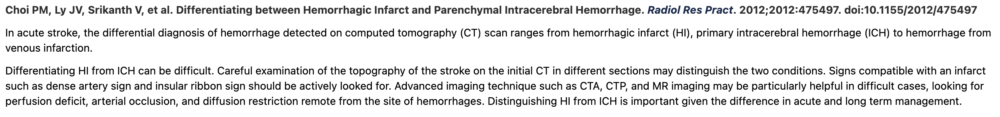 Choi PM, Ly JV, Srikanth V, et al. Differentiating between Hemorrhagic Infarct and Parenchymal Intracerebral Hemorrhage. Radiol Res Pract. 2012;2012:475497. doi:10.1155/2012/475497
In acute stroke, the differential diagnosis of hemorrhage detected on computed tomography (CT) scan ranges from hemorrhagic infarct (HI), primary intracerebral hemorrhage (ICH) to hemorrhage from
venous infarction.
Differentiating HI from ICH can be difficult. Careful examination of the topography of the stroke on the initial CT in different sections may distinguish the two conditions. Signs compatible with an infarct
such as dense artery sign and insular ribbon sign should be actively looked for. Advanced imaging technique such as CTA, CTP, and MR imaging may be particularly helpful in difficult cases, looking for
perfusion deficit, arterial occlusion, and diffusion restriction remote from the site of hemorrhages. Distinguishing HI from ICH is important given the difference in acute and long term management.